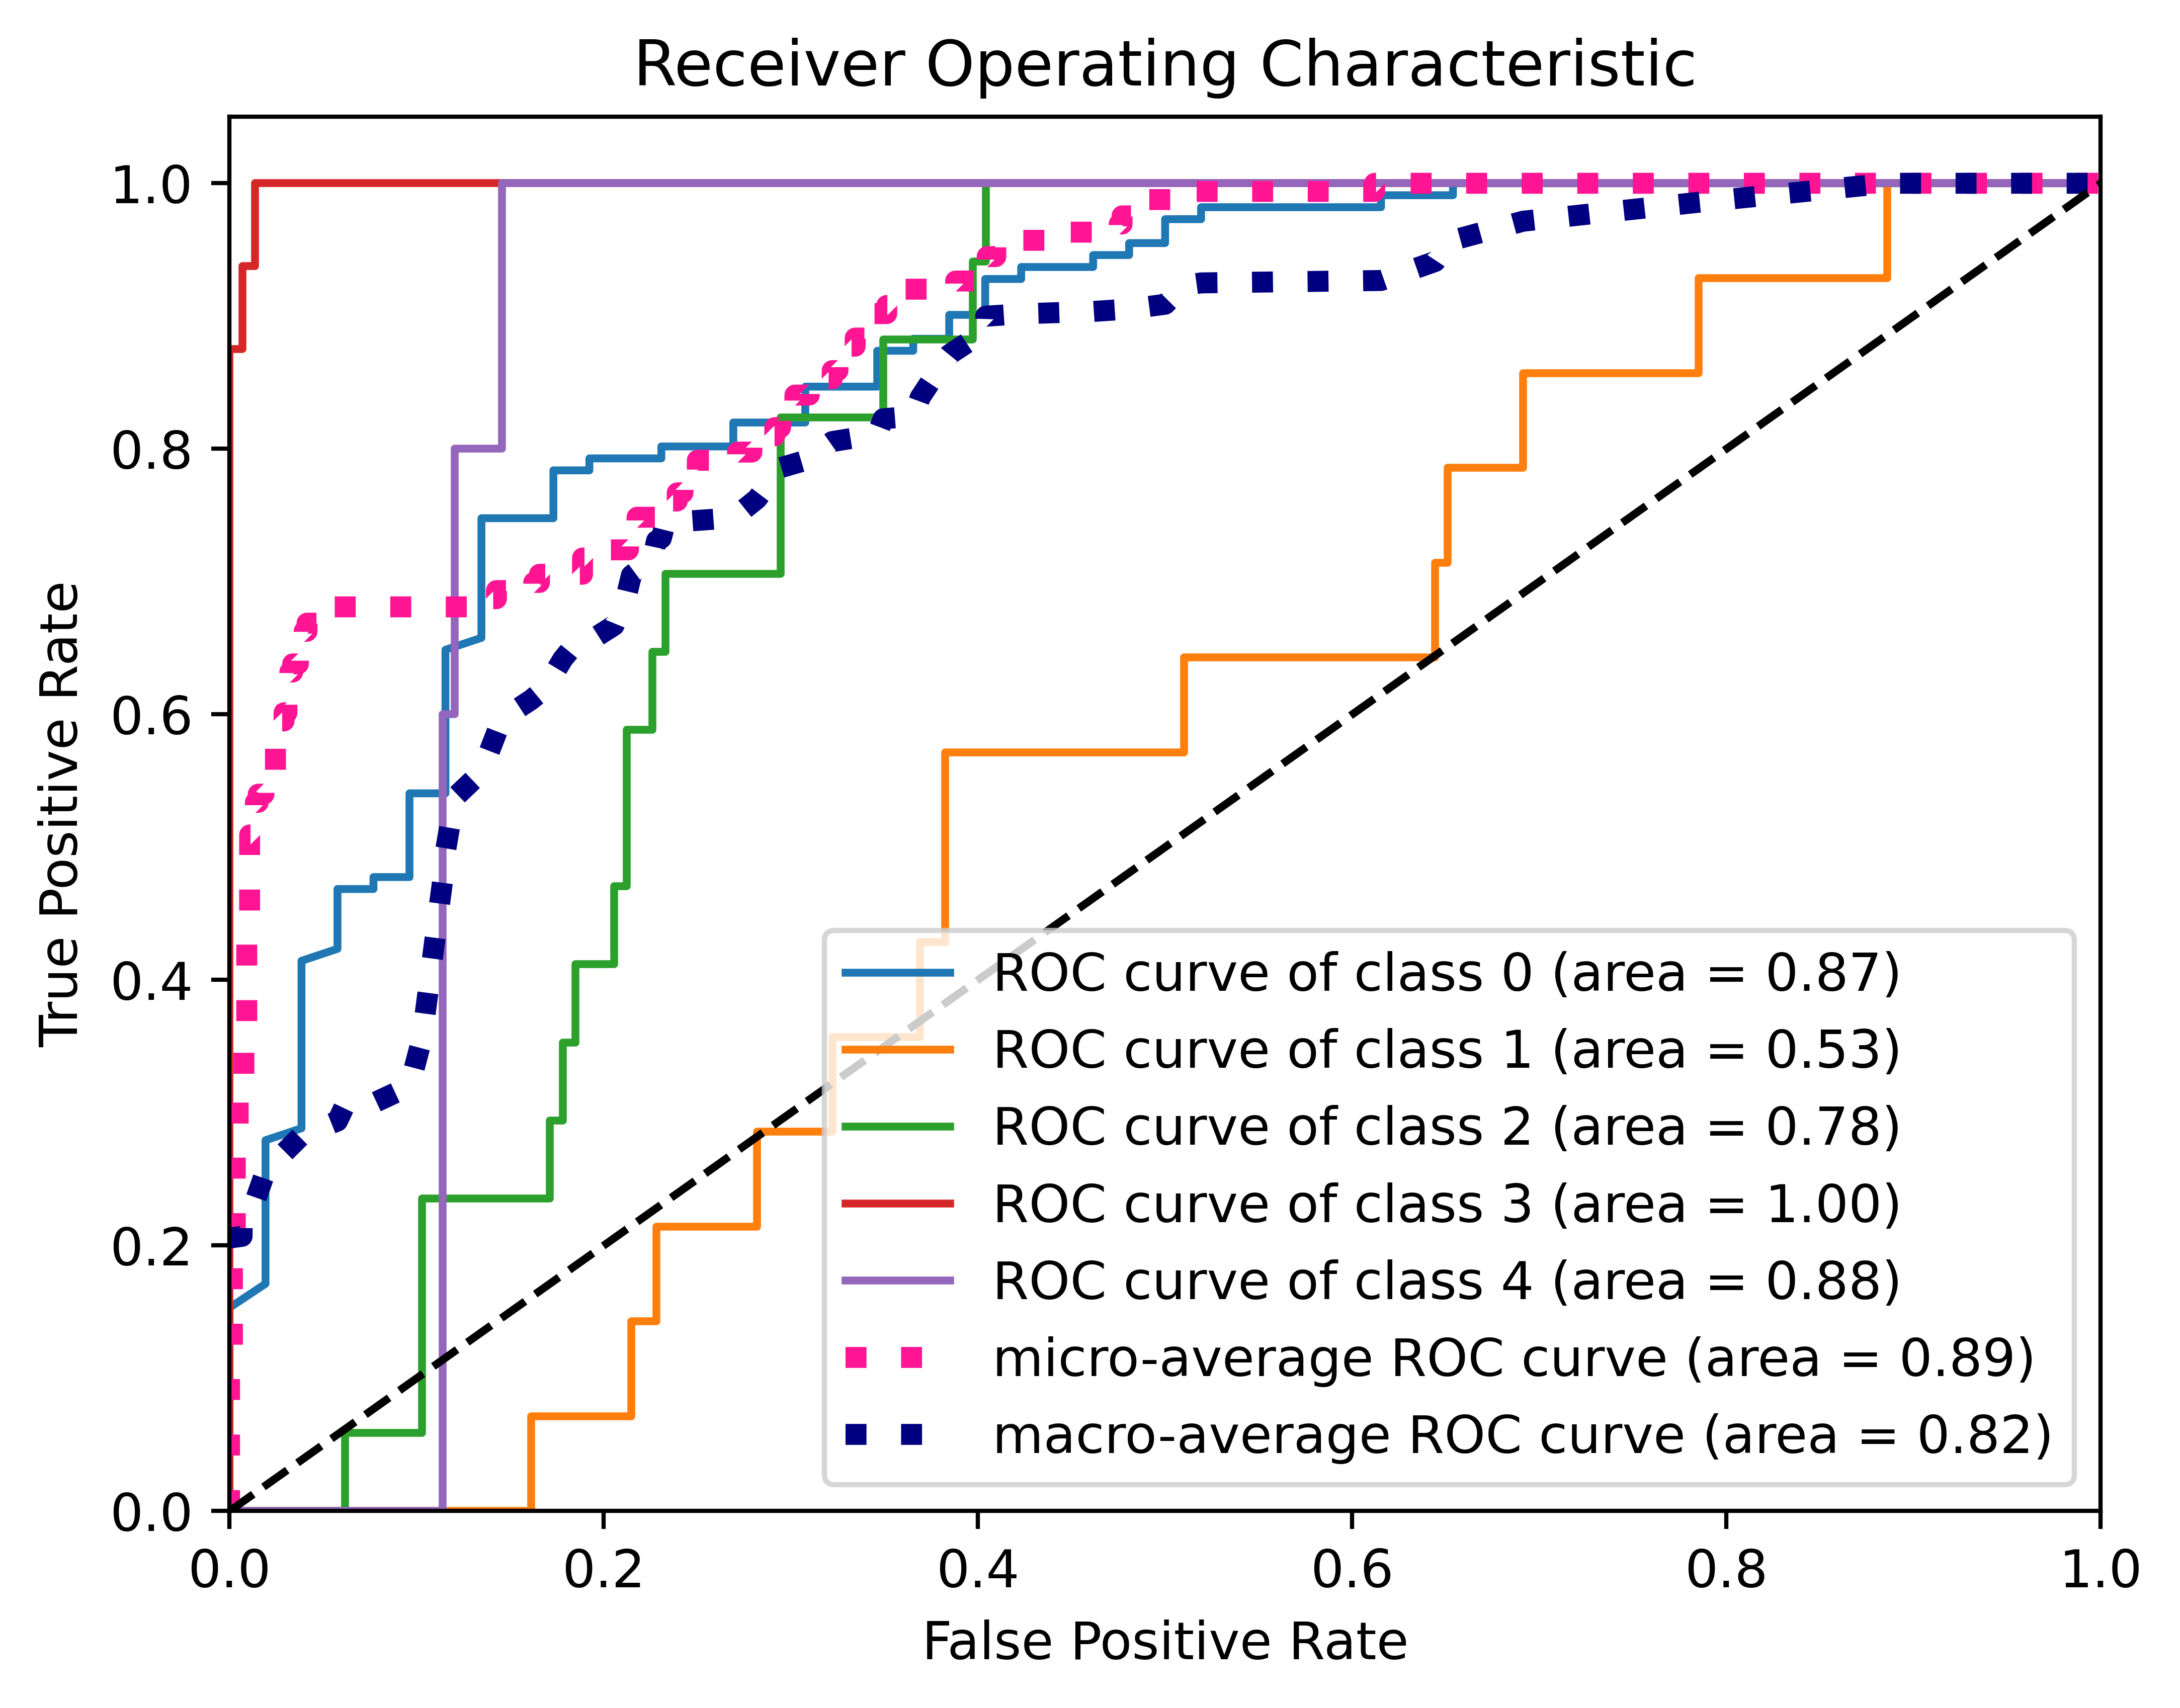 Receiver Operating Characteristic
True Positive Rate
1.0
0.8
0.6
0.4
0.2
0.0
ROC curve of class 0 (area = 0.87)
ROC curve of class 1 (area = 0.53)
ROC curve of class 2 (area = 0.78)
ROC curve of class 3 (area = 1.00)
ROC curve of class 4 (area = 0.88)
micro-average ROC curve (area = 0.89)
macro-average ROC curve (area = 0.82)
0.0 0.2 0.4 0.6 0.8 1.0
False Positive Rate